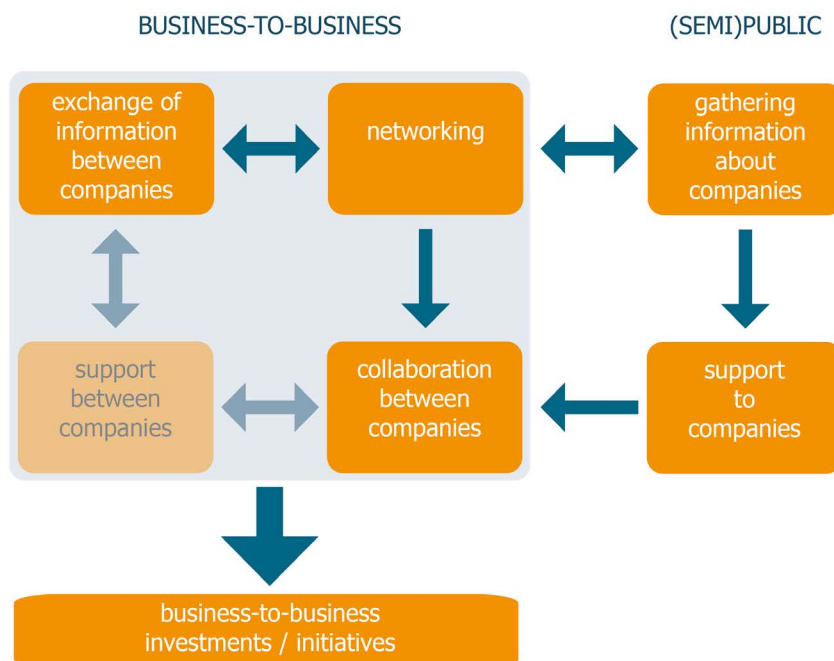 BUSINESS-TO-BUSINESS
(SEMI)PUBLIC
exchange of
information
between
companies
networking
gathering
information
about
companies
support
between
companies
collaboration
between
companies
support
to
companies
business-to-business
investments / initiatives